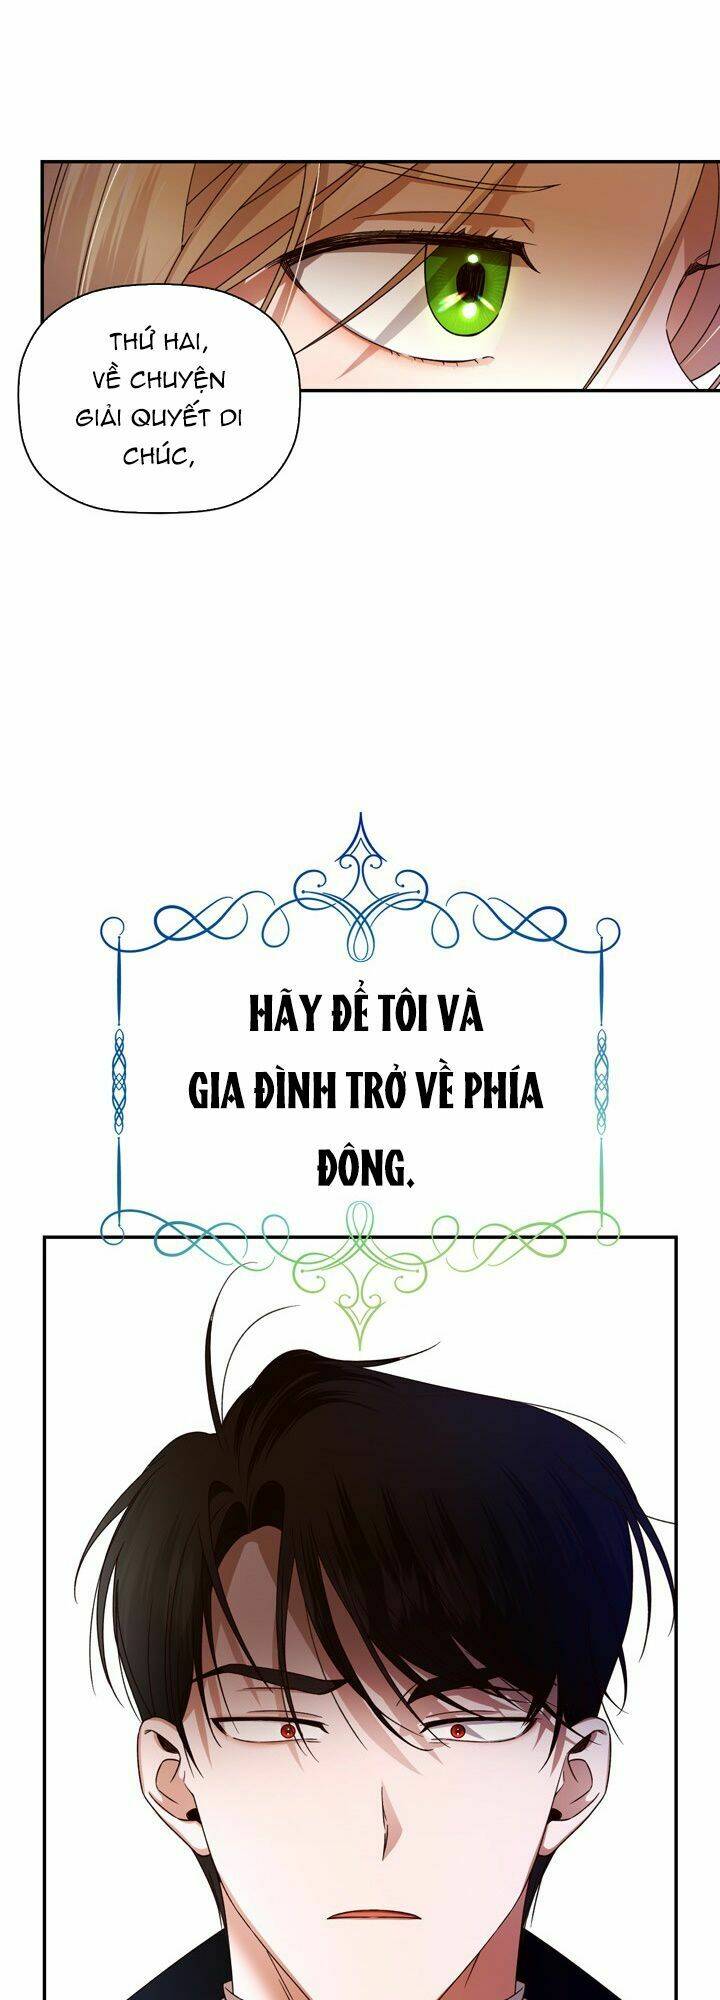 THỨ HAI,
VỀ CHUYỆN
GIẢI QUYẾT DI
CHÚC,
HÃY ĐỂ TÔI VÀ
GIA ĐÌNH TRỞ VỀ PHÍA
ĐÔNG.